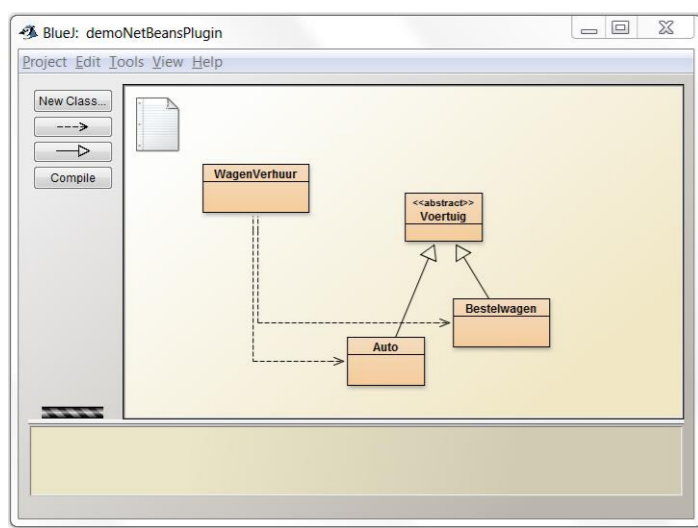 BlueJ: demoNetBeansPlugin
Project Edit Tools View Help
New Class...
Compile
WagenVerhuur
<<abstract>>
Voertuig
Bestelwagen
Auto